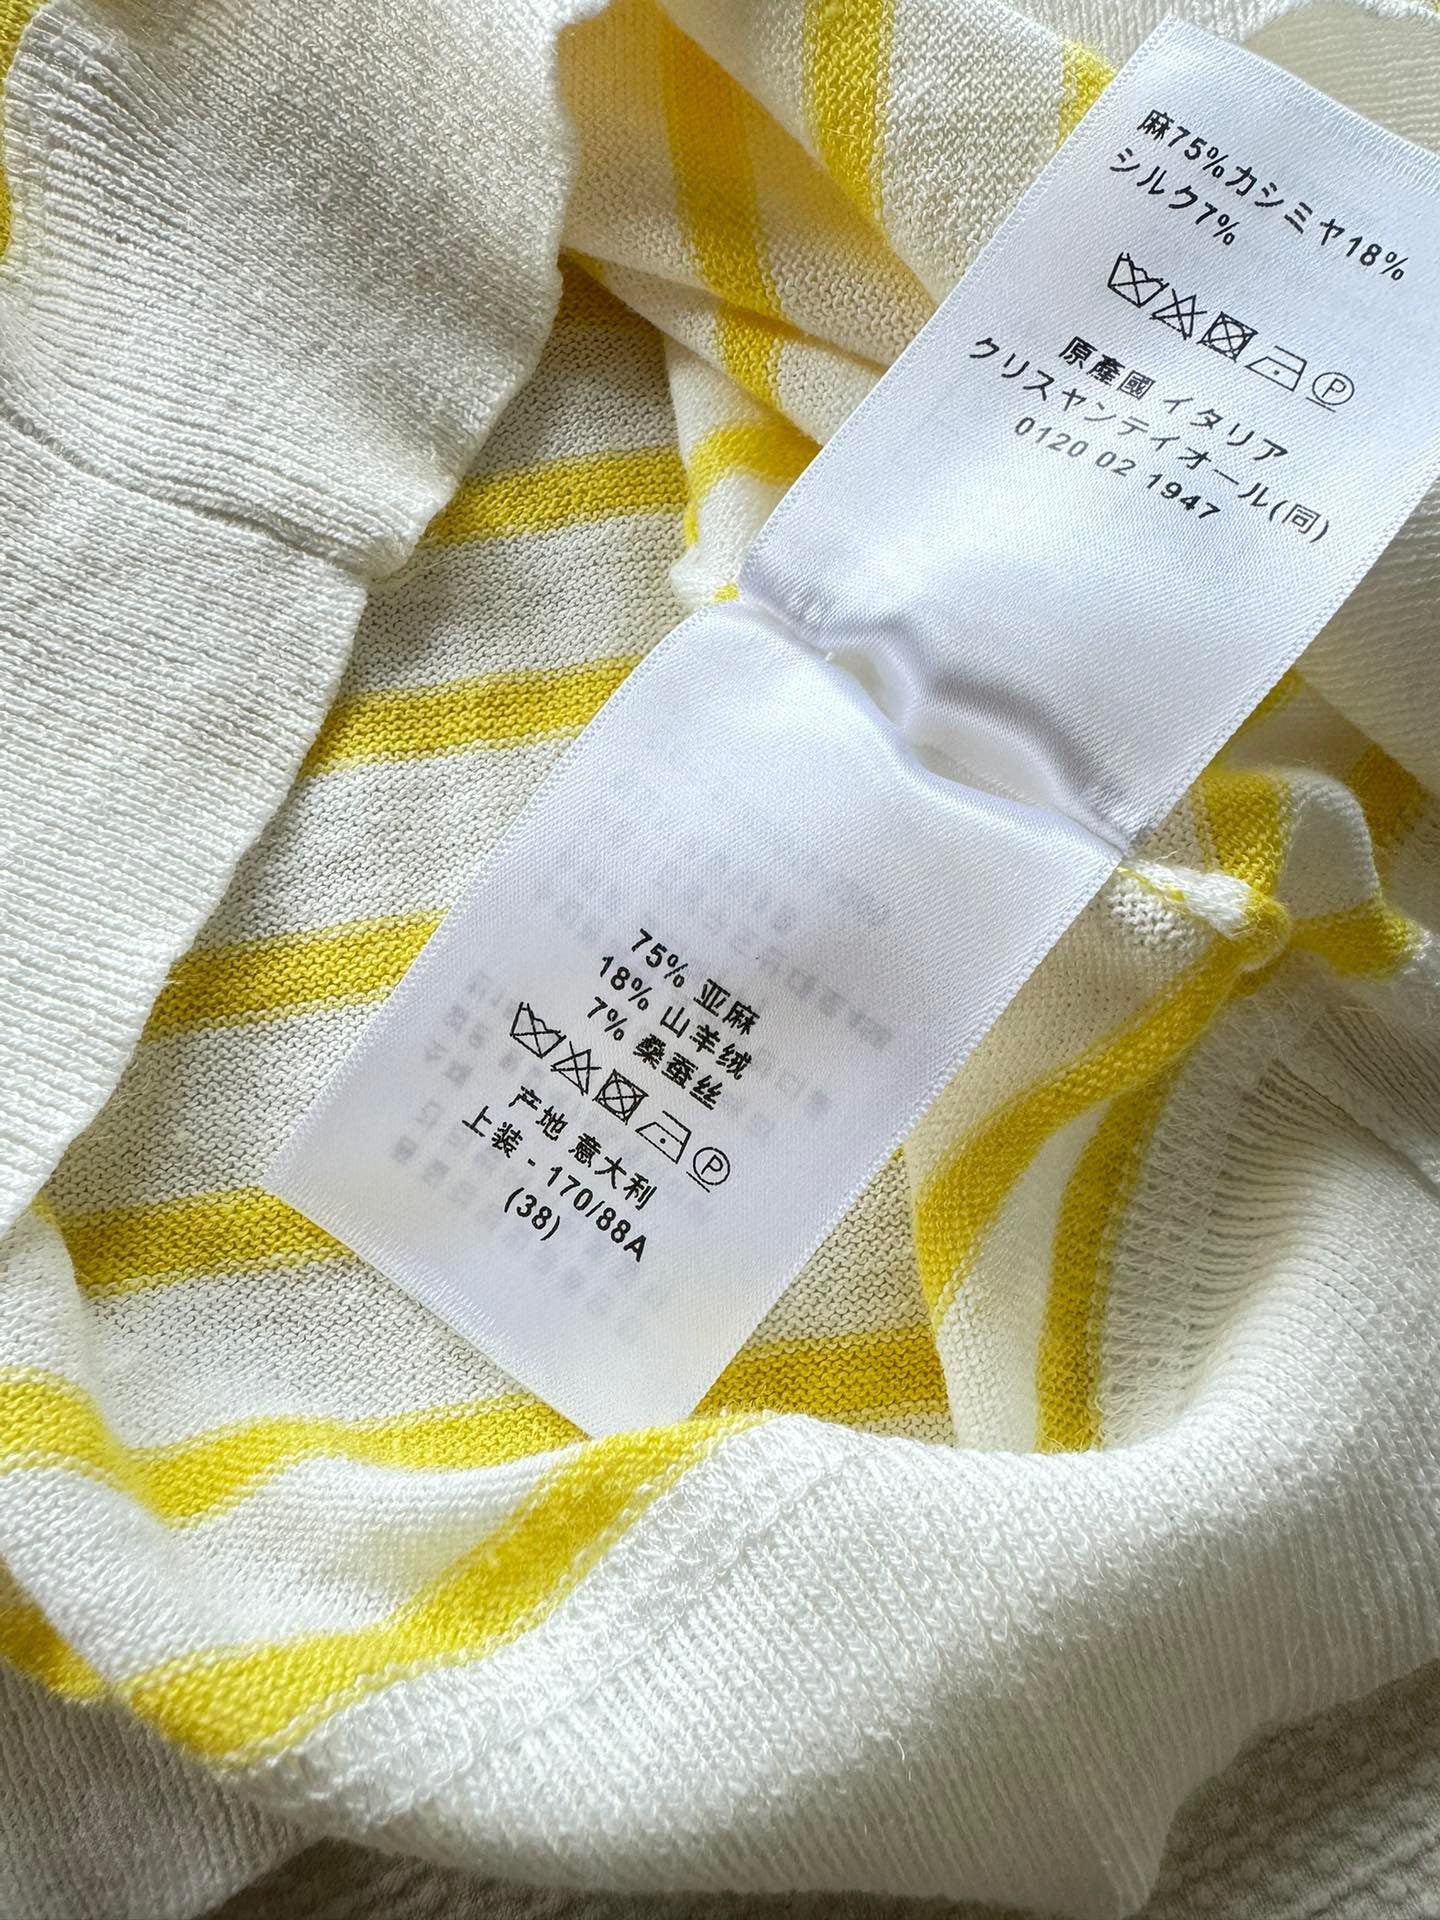 麻75%カシミヤ18%
シルク7%
P
原産國 イタリア
クリスヤンテイオール(同)
0120 02 1947
75% 亚麻
18% 山羊绒
7% 桑蚕丝
P
产地 意大利
上装 - 170/88A
(38)